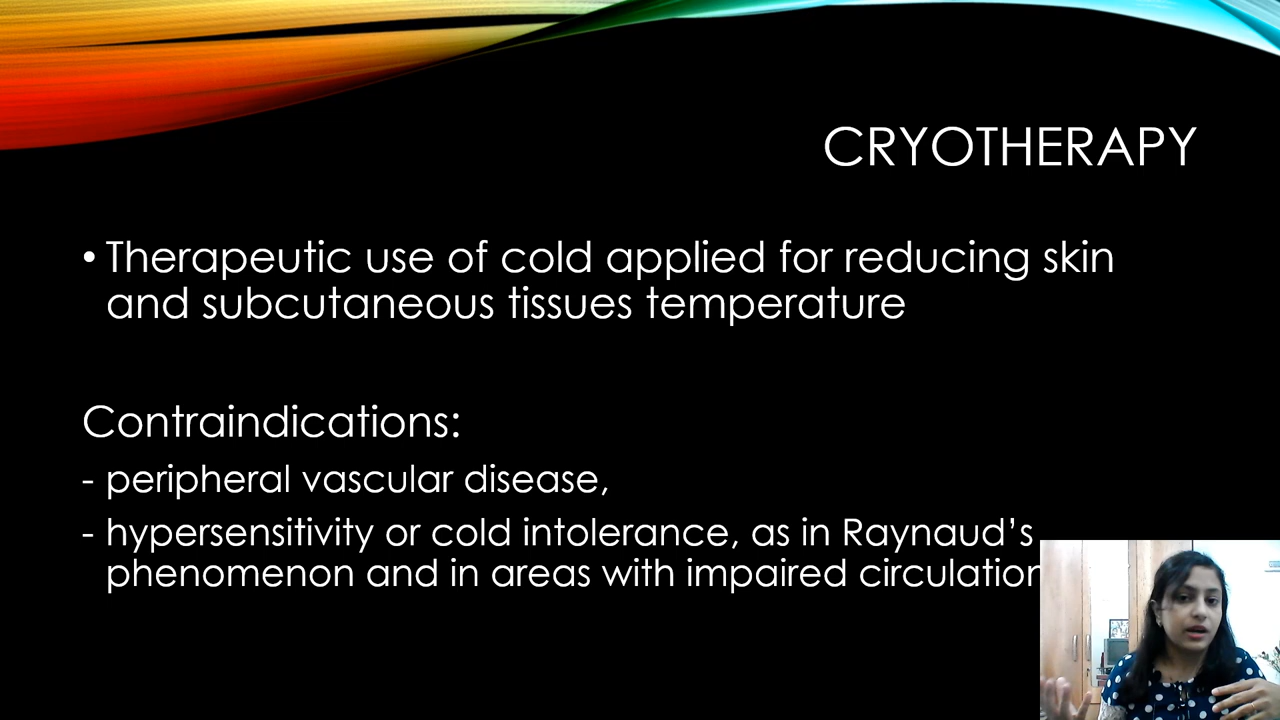 CRYOTHERAPY
• Therapeutic use of cold applied for reducing skin
and subcutaneous tissues temperature
Contraindications:
- peripheral vascular disease,
- hypersensitivity or cold intolerance, as in Raynaud’s
phenomenon and in areas with impaired circulation